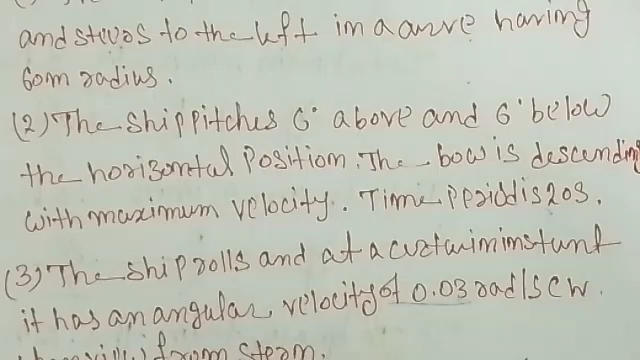 and steers to the left in a curve having
60m radius.
(2) The ship pitches 6° above and 6° below
the horizontal position. The bow is descending
with maximum velocity. Time period is 20s.
(3) The ship rolls and at a certain instant
it has an angular velocity of 0.03 rad/s cw.
from stern.